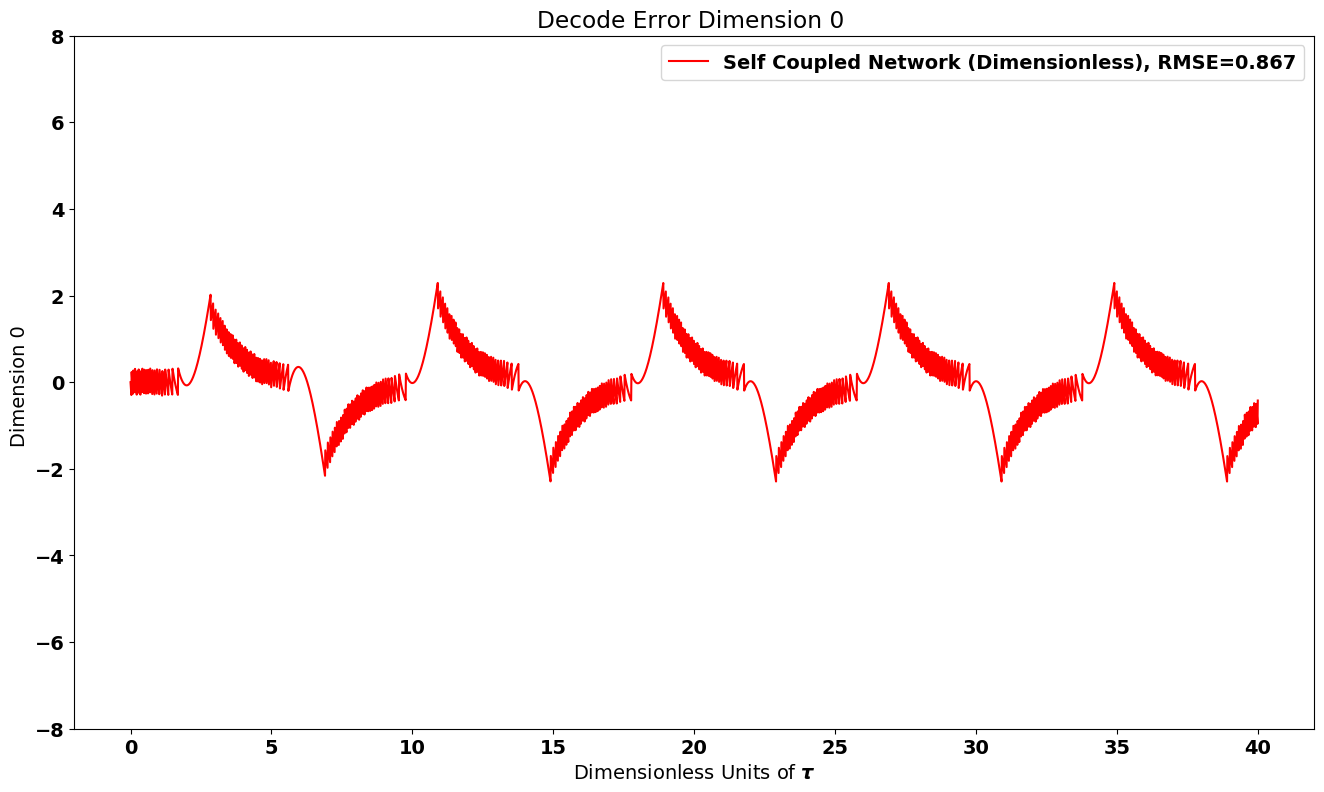 Decode Error Dimension 0
Self Coupled Network (Dimensionless), RMSE=0.867
Dimension 0
8
6
4
2
0
−2
−4
−6
−8
0 5 10 15 20 25 30 35 40
Dimensionless Units of τ